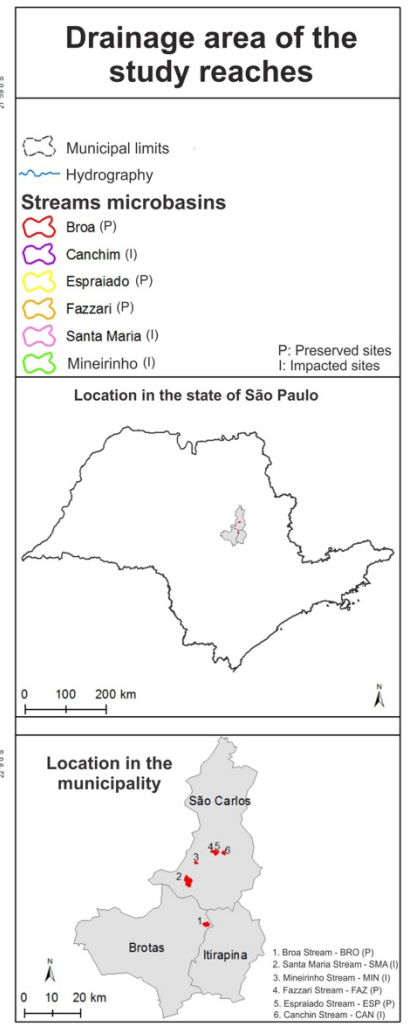 Drainage area of the
study reaches
Municipal limits
Hydrography
Streams microbasins
Broa (P)
Canchim (I)
Espraiado (P)
Fazzari (P)
Santa Maria (I)
Mineirinho (I)
P: Preserved sites
I: Impacted sites
Location in the state of São Paulo
0 100 200 km
N
Location in the
municipality
São Carlos
4 5 6
3
2
1
Brotas
Itirapina
N
0 10 20 km
1. Broa Stream - BRO (P)
2. Santa Maria Stream - SMA (I)
3. Mineirinho Stream - MIN (I)
4. Fazzari Stream - FAZ (P)
5. Espraiado Stream - ESP (P)
6. Canchin Stream - CAN (I)